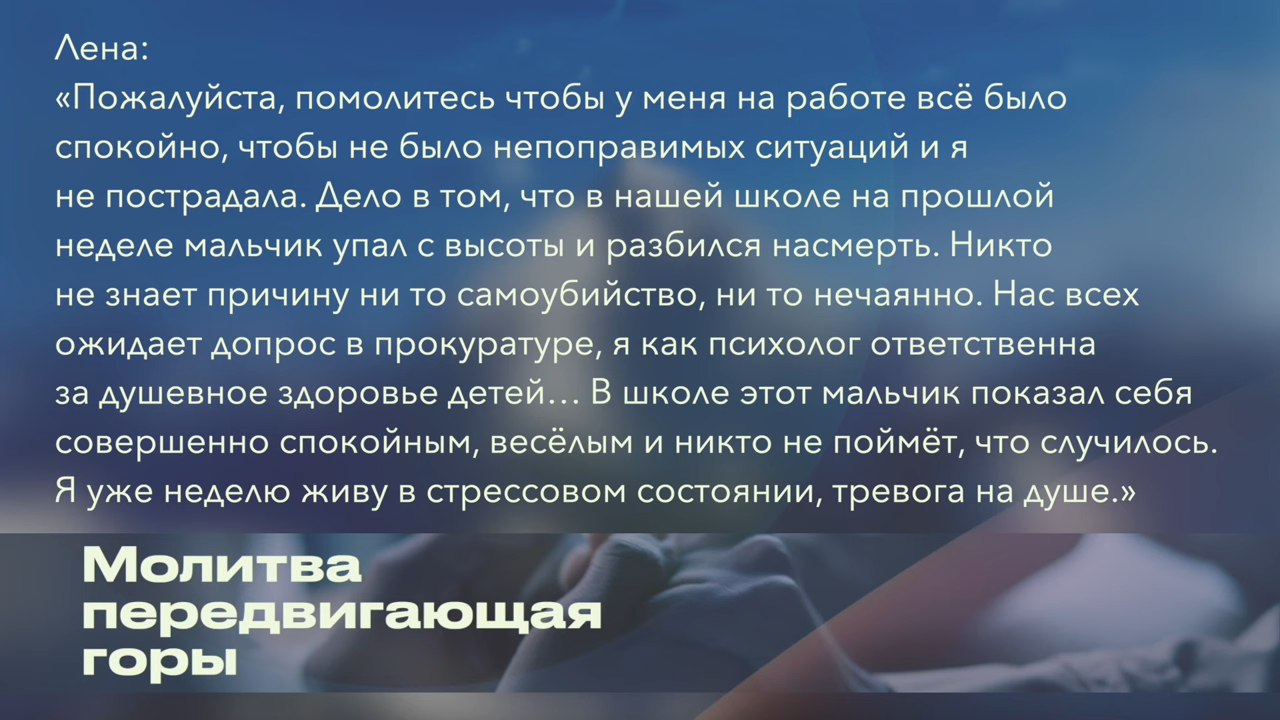 Лена:
«Пожалуйста, помолитесь чтобы у меня на работе всё было
спокойно, чтобы не было непоправимых ситуаций и я
не пострадала. Дело в том, что в нашей школе на прошлой
неделе мальчик упал с высоты и разбился насмерть. Никто
не знает причину ни то самоубийство, ни то нечаянно. Нас всех
ожидает допрос в прокуратуре, я как психолог ответственна
за душевное здоровье детей... В школе этот мальчик показал себя
совершенно спокойным, весёлым и никто не поймёт, что случилось.
Я уже неделю живу в стрессовом состоянии, тревога на душе.»
Молитва
передвигающая
горы